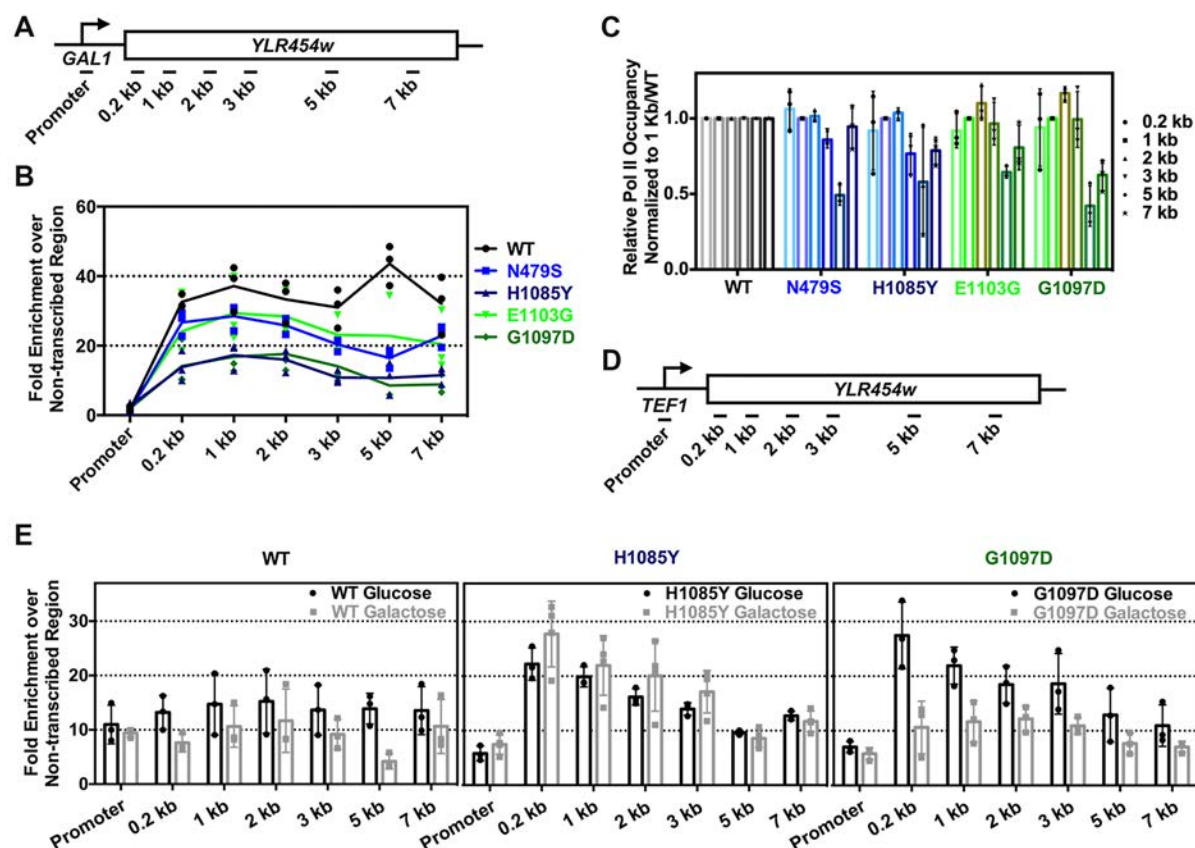 A
YLR454w
GAL1
Promoter
0.2 kb
1 kb
2 kb
3 kb
5 kb
7 kb
B
Fold Enrichment over
Non-transcribed Region
60
40
20
0
Promoter
0.2 kb
1 kb
2 kb
3 kb
5 kb
7 kb
WT
N479S
H1085Y
E1103G
G1097D
C
Relative Pol II Occupancy
Normalized to 1 Kb/WT
1.0
0.5
0.0
WT
N479S
H1085Y
E1103G
G1097D
0.2 kb
1 kb
2 kb
3 kb
5 kb
7 kb
D
YLR454w
TEF1
Promoter
0.2 kb
1 kb
2 kb
3 kb
5 kb
7 kb
E
Fold Enrichment over
Non-transcribed Region
30
20
10
0
WT
WT Glucose
WT Galactose
Promoter
0.2 kb
1 kb
2 kb
3 kb
5 kb
7 kb
H1085Y
H1085Y Glucose
H1085Y Galactose
Promoter
0.2 kb
1 kb
2 kb
3 kb
5 kb
7 kb
G1097D
G1097D Glucose
G1097D Galactose
Promoter
0.2 kb
1 kb
2 kb
3 kb
5 kb
7 kb